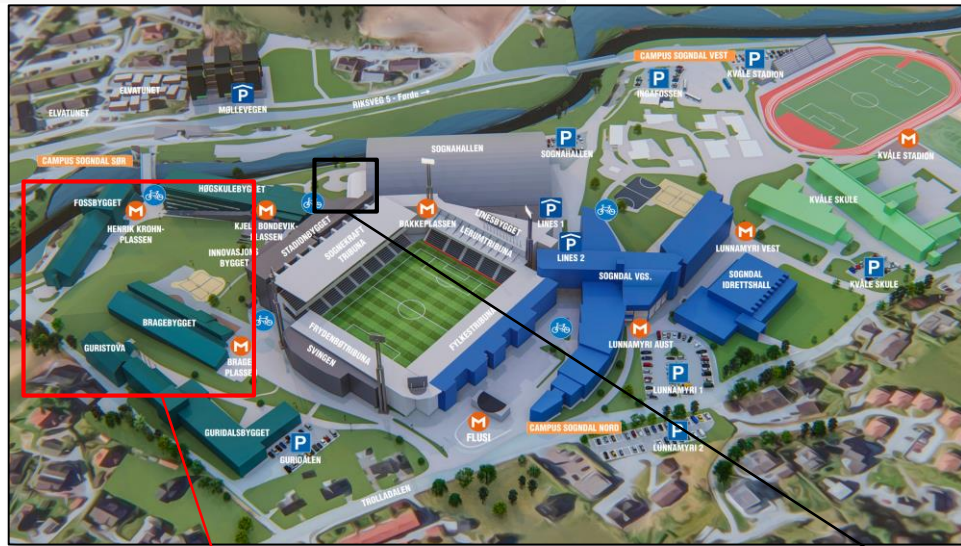 CAMPUS SOGNDAL VEST
P
KVÅLE STADION
P
INGAFOSSEN
ELVATUNET
P
MØLLEVEGEN
RIKSVEG 5 - Førde →
ELVATUNET
SOGNAHALLEN
P
SOGNAHALLEN
M
KVÅLE STADION
CAMPUS SOGNDAL SØR
FOSSBYGGET
HØGSKULEBYGGET
KVÅLE SKULE
M
HENRIK KROHN-
PLASSEN
M
KJELL BONDEVIK
PLASSEN
STADIONBYGGET
SOGNEKRAFT
TRIBUNA
M
BAKKEPLASSEN
LINESBYGGET
LERUMTRIBUNA
P
LINES 1
P
LINES 2
M
LUNNAMYRI VEST
INNOVASJONS
BYGGET
SOGNDAL VGS.
SOGNDAL
IDRETTSHALL
P
KVÅLE SKULE
BRAGEBYGGET
GURISTOVA
M
BRAGE
PLASSEN
FRYDENBØTRIBUNA
SVINGEN
FYLKESTRIBUNA
M
LUNNAMYRI AUST
P
LUNNAMYRI 1
GURIDALSBYGGET
P
GURIDALEN
M
FLUSI
CAMPUS SOGNDAL NORD
P
LUNNAMYRI 2
TROLLADALEN